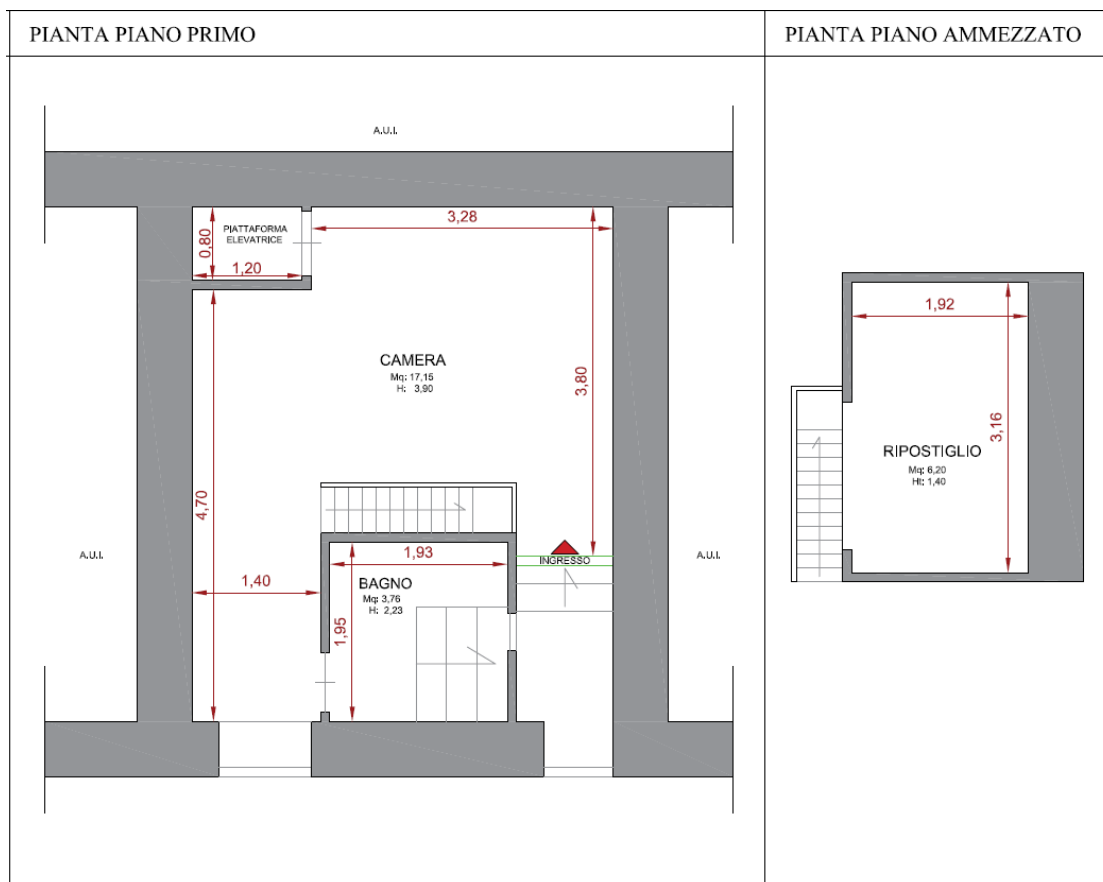 PIANTA PIANO PRIMO
PIANTA PIANO AMMEZZATO
A.U.I.
PIATTAFORMA
ELEVATRICE
0,80
1,20
3,28
CAMERA
Mq: 17,15
H: 3,90
3,80
4,70
1,40
A.U.I.
INGRESSO
1,93
BAGNO
Mq: 3,76
H: 2,23
1,95
A.U.I.
1,92
3,16
RIPOSTIGLIO
Mq: 6,20
Ht: 1,40